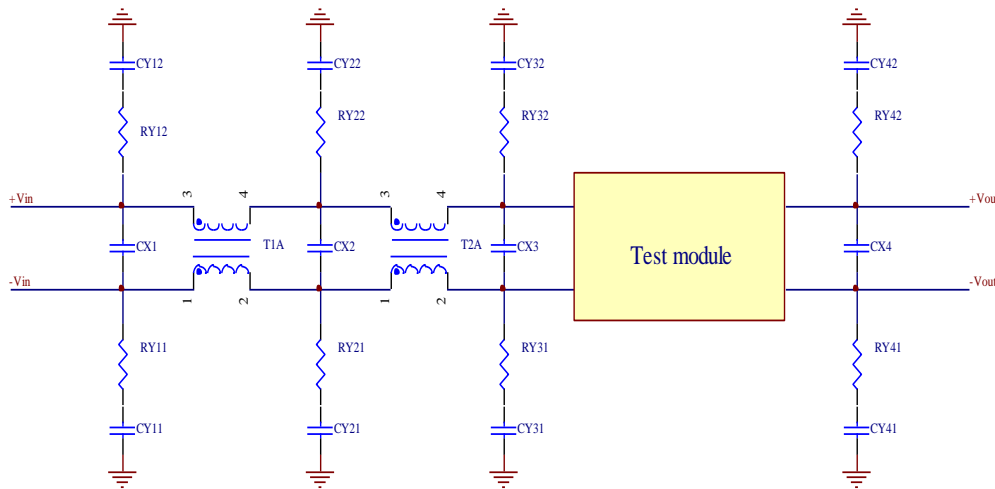 CY12
CY22
CY32
CY42
RY12
RY22
RY32
RY42
3
4
3
4
+Vin
+Vou
CX1
T1A
CX2
T2A
CX3
Test module
CX4
-Vin
-Vout
1
2
1
2
RY11
RY21
RY31
RY41
CY11
CY21
CY31
CY41